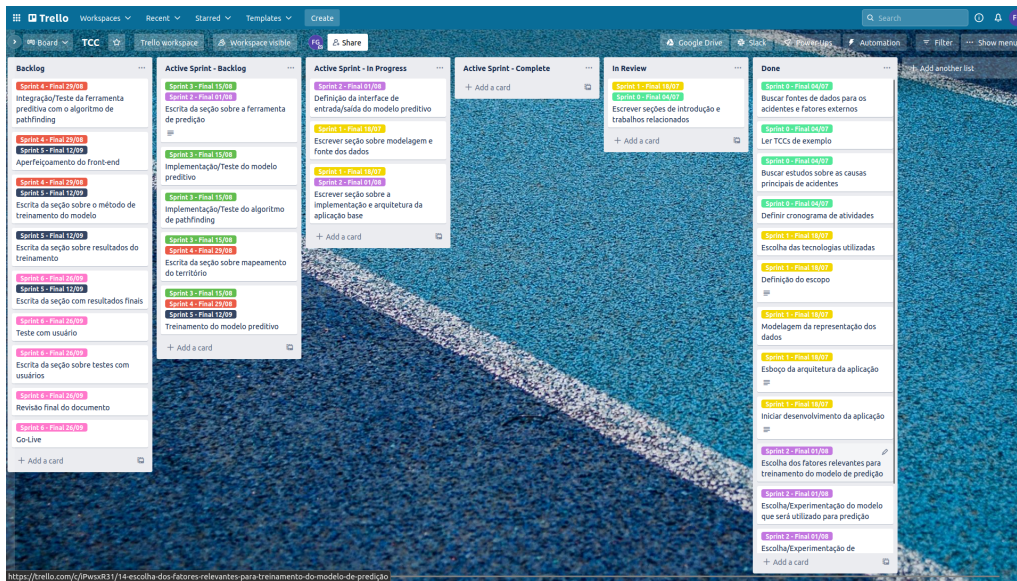 Trello
Workspaces
Recent
Starred
Templates
Create
Search
Board
TCC
Trello workspace
Workspace visible
FG
Share
Google Drive
Slack
Power-Ups
Automation
Filter
Show menu
Backlog
Sprint 4 - Final 29/08
Integração/Teste da ferramenta
preditiva com o algoritmo de
pathfinding
Sprint 4 - Final 29/08
Sprint 5 - Final 12/09
Aperfeiçoamento do front-end
Sprint 4 - Final 29/08
Sprint 5 - Final 12/09
Escrita da seção sobre o método de
treinamento do modelo
Sprint 5 - Final 12/09
Escrita da seção sobre resultados do
treinamento
Sprint 6 - Final 26/09
Sprint 5 - Final 12/09
Escrita da seção com resultados finais
Sprint 6 - Final 26/09
Teste com usuário
Sprint 6 - Final 26/09
Escrita da seção sobre testes com
usuários
Sprint 6 - Final 26/09
Revisão final do documento
Sprint 6 - Final 26/09
Go-Live
+ Add a card
Active Sprint - Backlog
Sprint 3 - Final 15/08
Sprint 2 - Final 01/08
Escrita da seção sobre a ferramenta
de predição
Sprint 3 - Final 15/08
Implementação/Teste do modelo
preditivo
Sprint 3 - Final 15/08
Implementação/Teste do algoritmo
de pathfinding
Sprint 3 - Final 15/08
Sprint 4 - Final 29/08
Escrita da seção sobre mapeamento
do território
Sprint 3 - Final 15/08
Sprint 4 - Final 29/08
Sprint 5 - Final 12/09
Treinamento do modelo preditivo
+ Add a card
Active Sprint - In Progress
Sprint 2 - Final 01/08
Definição da interface de
entrada/saída do modelo preditivo
Sprint 1 - Final 18/07
Escrever seção sobre modelagem e
fonte dos dados
Sprint 1 - Final 18/07
Sprint 2 - Final 01/08
Escrever seção sobre a
implementação e arquitetura da
aplicação base
+ Add a card
Active Sprint - Complete
+ Add a card
In Review
Sprint 1 - Final 18/07
Sprint 0 - Final 04/07
Escrever seções de introdução e
trabalhos relacionados
+ Add a card
Done
Sprint 0 - Final 04/07
Buscar fontes de dados para os
acidentes e fatores externos
Sprint 0 - Final 04/07
Ler TCCs de exemplo
Sprint 0 - Final 04/07
Buscar estudos sobre as causas
principais de acidentes
Sprint 0 - Final 04/07
Definir cronograma de atividades
Sprint 1 - Final 18/07
Escolha das tecnologias utilizadas
Sprint 1 - Final 18/07
Definição do escopo
Sprint 1 - Final 18/07
Modelagem da representação dos
dados
Sprint 1 - Final 18/07
Esboço da arquitetura da aplicação
Sprint 1 - Final 18/07
Iniciar desenvolvimento da aplicação
Sprint 2 - Final 01/08
Escolha dos fatores relevantes para
treinamento do modelo de predição
Sprint 2 - Final 01/08
Escolha/Experimentação do modelo
que será utilizado para predição
Sprint 2 - Final 01/08
Escolha/Experimentação de
+ Add a card
+ Add another list
https://trello.com/c/iPwsxR31/14-escolha-dos-fatores-relevantes-para-treinamento-do-modelo-de-predição